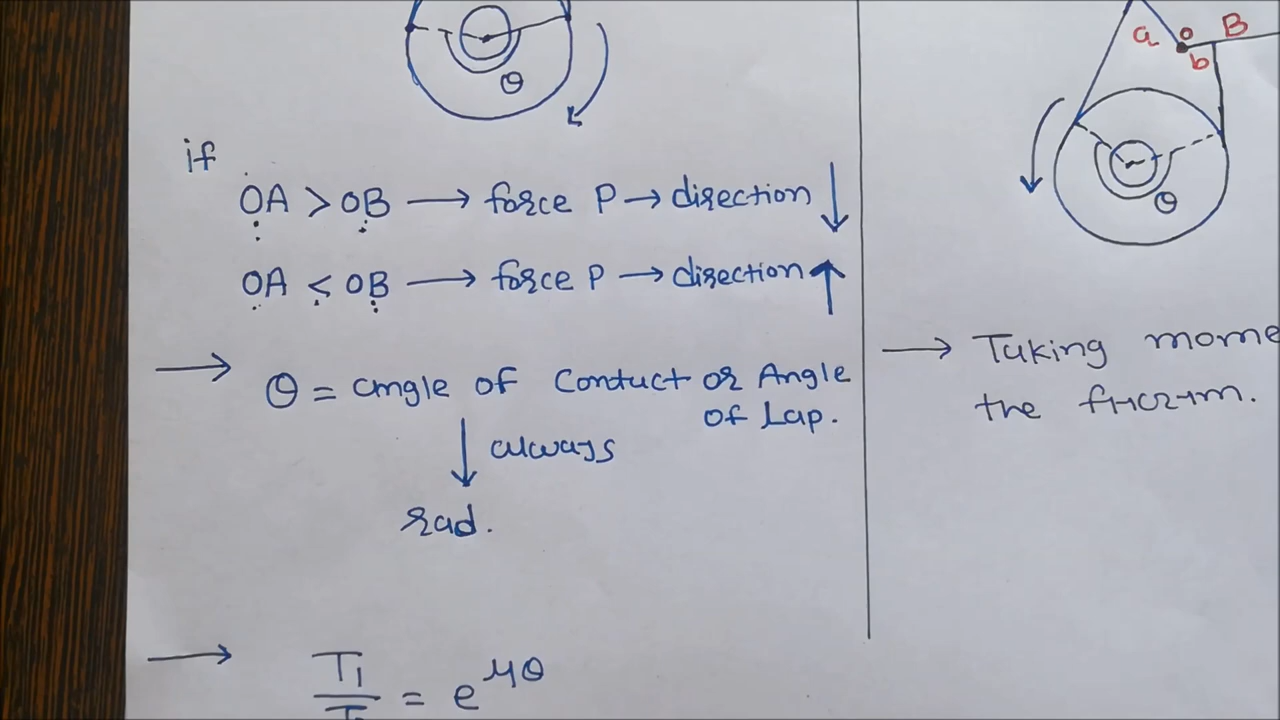 θ
if
OA > OB → force P → direction ↓
OA < OB → force P → direction ↑
→ θ = angle of Contact or Angle
of Lap.
↓ always
rad.
→ T1
= e^μθ
a o B
b
θ
→ Taking mome
the fulcrum.